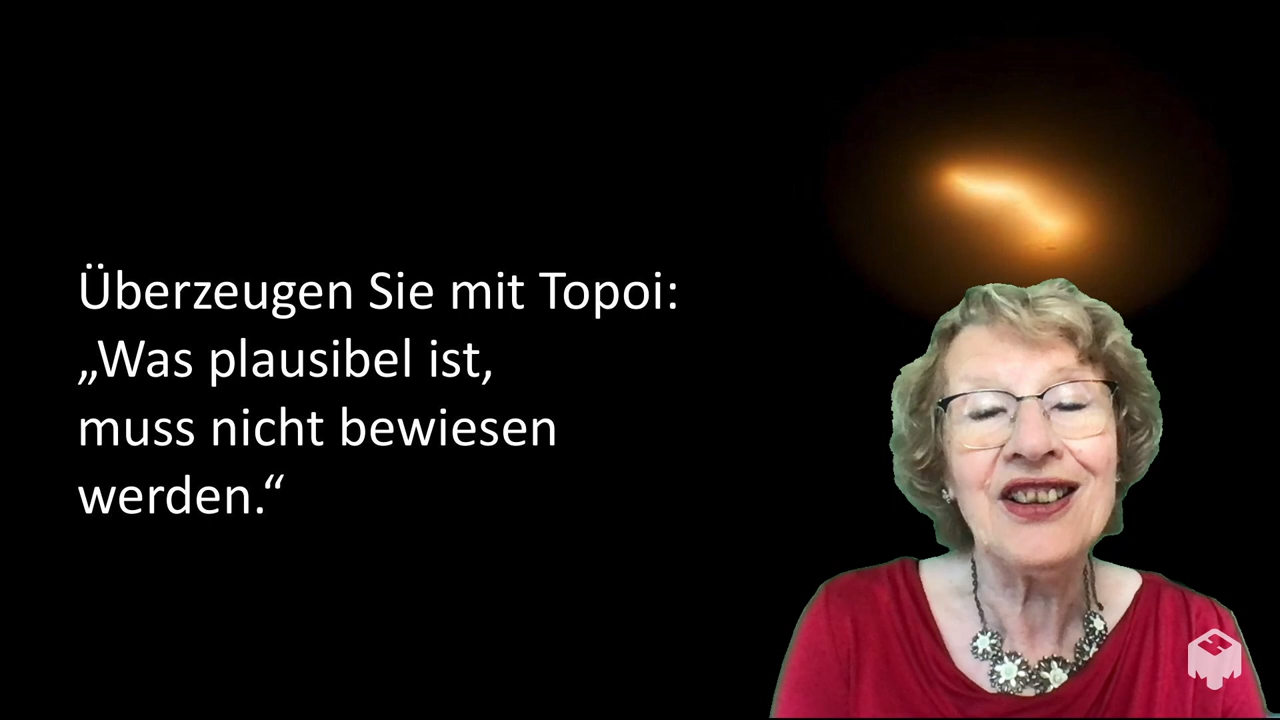 Überzeugen Sie mit Topoi:
„Was plausibel ist,
muss nicht bewiesen
werden.“